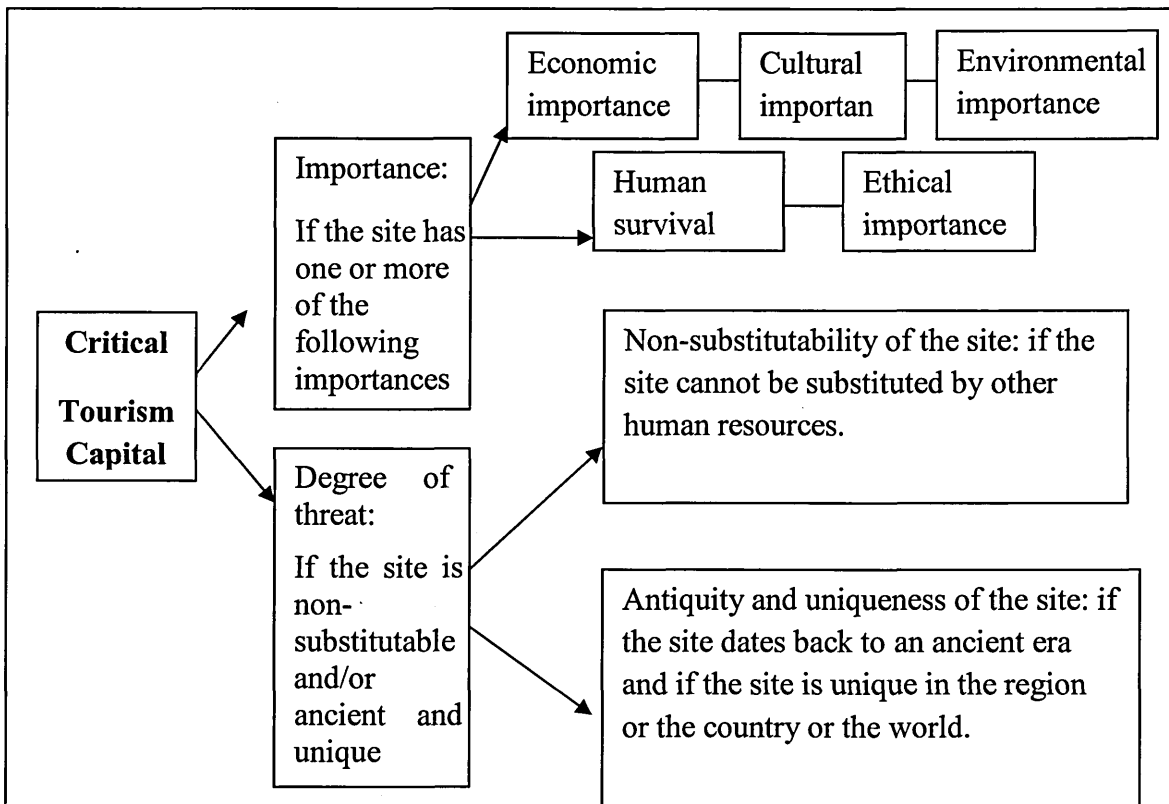 Economic
importance
Cultural
importan
Environmental
importance
Importance:
If the site has
one or more
of the
following
importances
Human
survival
Ethical
importance
Critical
Tourism
Capital
Non-substitutability of the site: if the
site cannot be substituted by other
human resources.
Degree of
threat:
If the site is
non-
substitutable
and/or
ancient and
unique
Antiquity and uniqueness of the site: if
the site dates back to an ancient era
and if the site is unique in the region
or the country or the world.